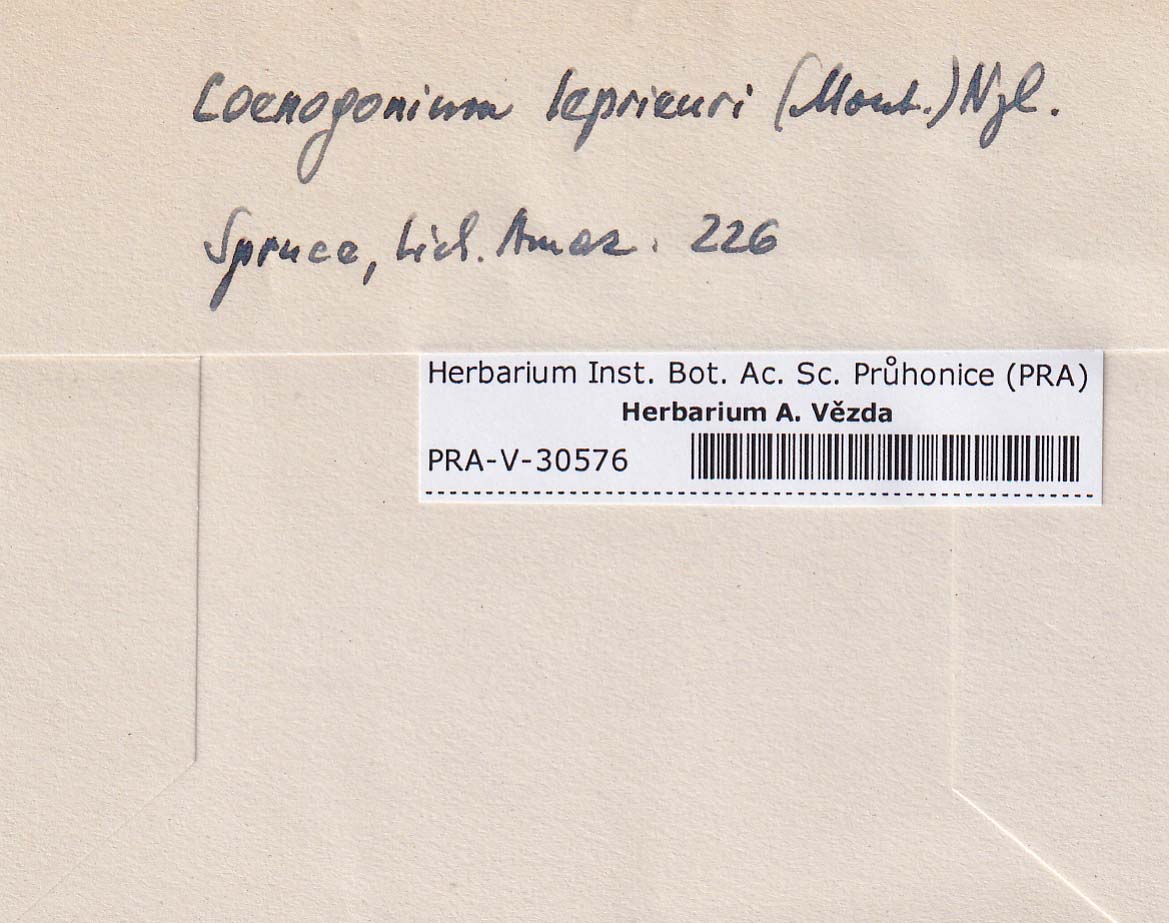 Coenogonium leprieuri (Mont.) Nyl.
Spruce, Lich. Amaz. 226
Herbarium Inst. Bot. Ac. Sc. Průhonice (PRA)
Herbarium A. Vězda
PRA-V-30576